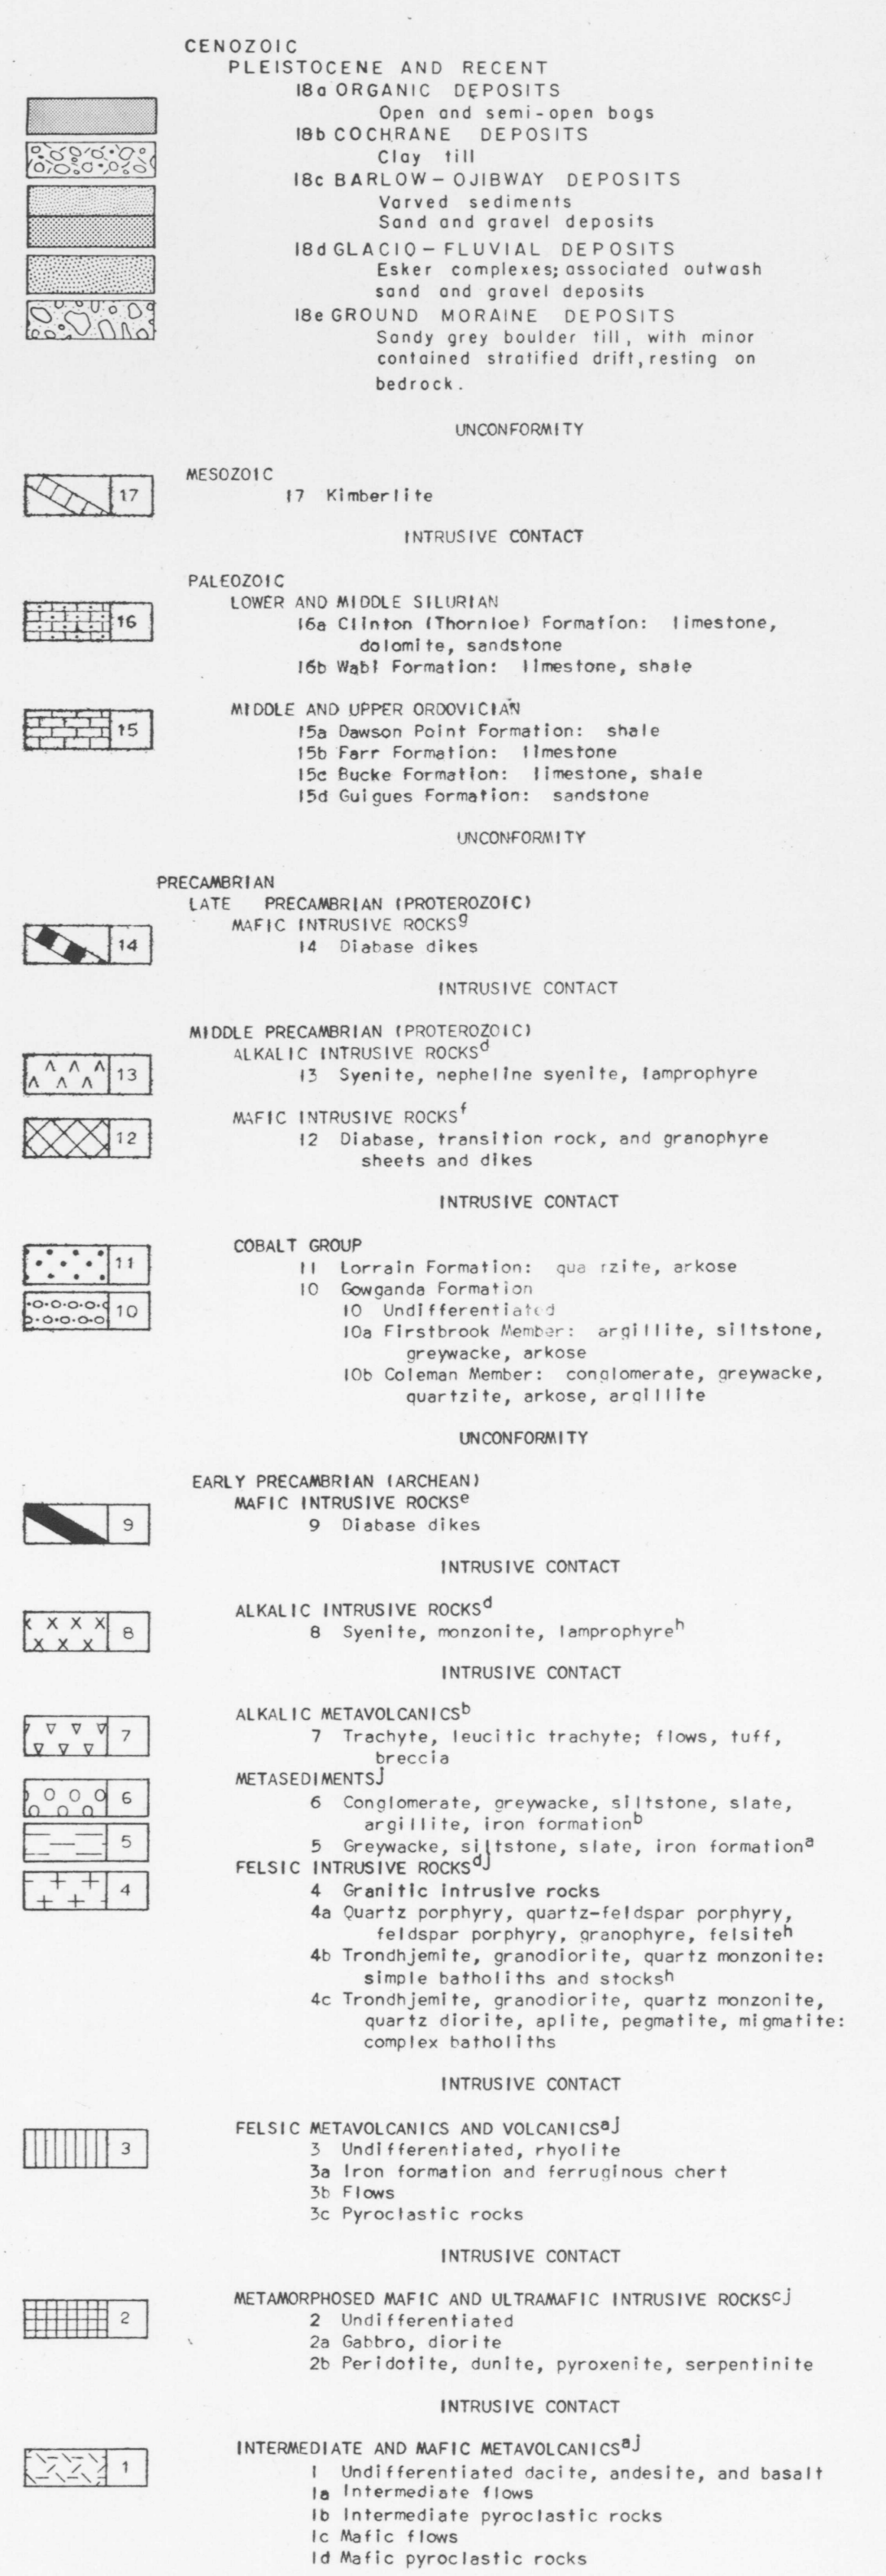 CENOZOIC
PLEISTOCENE AND RECENT
18a ORGANIC DEPOSITS
Open and semi-open bogs
18b COCHRANE DEPOSITS
Clay till
18c BARLOW-OJIBWAY DEPOSITS
Varved sediments
Sand and gravel deposits
18d GLACIO-FLUVIAL DEPOSITS
Esker complexes; associated outwash
sand and gravel deposits
18e GROUND MORAINE DEPOSITS
Sandy grey boulder till, with minor
contained stratified drift, resting on
bedrock.
UNCONFORMITY
MESOZOIC
17
17 Kimberlite
INTRUSIVE CONTACT
PALEOZOIC
LOWER AND MIDDLE SILURIAN
16
16a Clinton (Thornloe) Formation: limestone,
dolomite, sandstone
16b Wabi Formation: limestone, shale
MIDDLE AND UPPER ORDOVICIAN
15
15a Dawson Point Formation: shale
15b Farr Formation: limestone
15c Bucke Formation: limestone, shale
15d Guigues Formation: sandstone
UNCONFORMITY
PRECAMBRIAN
LATE PRECAMBRIAN (PROTEROZOIC)
MAFIC INTRUSIVE ROCKSg
14
14 Diabase dikes
INTRUSIVE CONTACT
MIDDLE PRECAMBRIAN (PROTEROZOIC)
ALKALIC INTRUSIVE ROCKSd
13
13 Syenite, nepheline syenite, lamprophyre
MAFIC INTRUSIVE ROCKSf
12
12 Diabase, transition rock, and granophyre
sheets and dikes
INTRUSIVE CONTACT
COBALT GROUP
11
11 Lorrain Formation: qua rzite, arkose
10 Gowganda Formation
10
10 Undifferentiated
10a Firstbrook Member: argillite, siltstone,
greywacke, arkose
10b Coleman Member: conglomerate, greywacke,
quartzite, arkose, argillite
UNCONFORMITY
EARLY PRECAMBRIAN (ARCHEAN)
MAFIC INTRUSIVE ROCKSe
9
9 Diabase dikes
INTRUSIVE CONTACT
ALKALIC INTRUSIVE ROCKSd
8
8 Syenite, monzonite, lamprophyreh
INTRUSIVE CONTACT
ALKALIC METAVOLCANICSb
7
7 Trachyte, leucitic trachyte; flows, tuff,
breccia
METASEDIMENTSj
6
6 Conglomerate, greywacke, siltstone, slate,
argillite, iron formationb
5
5 Greywacke, siltstone, slate, iron formationa
FELSIC INTRUSIVE ROCKSdj
4
4 Granitic intrusive rocks
4a Quartz porphyry, quartz-feldspar porphyry,
feldspar porphyry, granophyre, felsiteh
4b Trondhjemite, granodiorite, quartz monzonite:
simple batholiths and stocksh
4c Trondhjemite, granodiorite, quartz monzonite,
quartz diorite, aplite, pegmatite, migmatite:
complex batholiths
INTRUSIVE CONTACT
FELSIC METAVOLCANICS AND VOLCANICSaj
3
3 Undifferentiated, rhyolite
3a Iron formation and ferruginous chert
3b Flows
3c Pyroclastic rocks
INTRUSIVE CONTACT
METAMORPHOSED MAFIC AND ULTRAMAFIC INTRUSIVE ROCKScj
2
2 Undifferentiated
2a Gabbro, diorite
2b Peridotite, dunite, pyroxenite, serpentinite
INTRUSIVE CONTACT
INTERMEDIATE AND MAFIC METAVOLCANICSaj
1
1 Undifferentiated dacite, andesite, and basalt
1a Intermediate flows
1b Intermediate pyroclastic rocks
1c Mafic flows
1d Mafic pyroclastic rocks